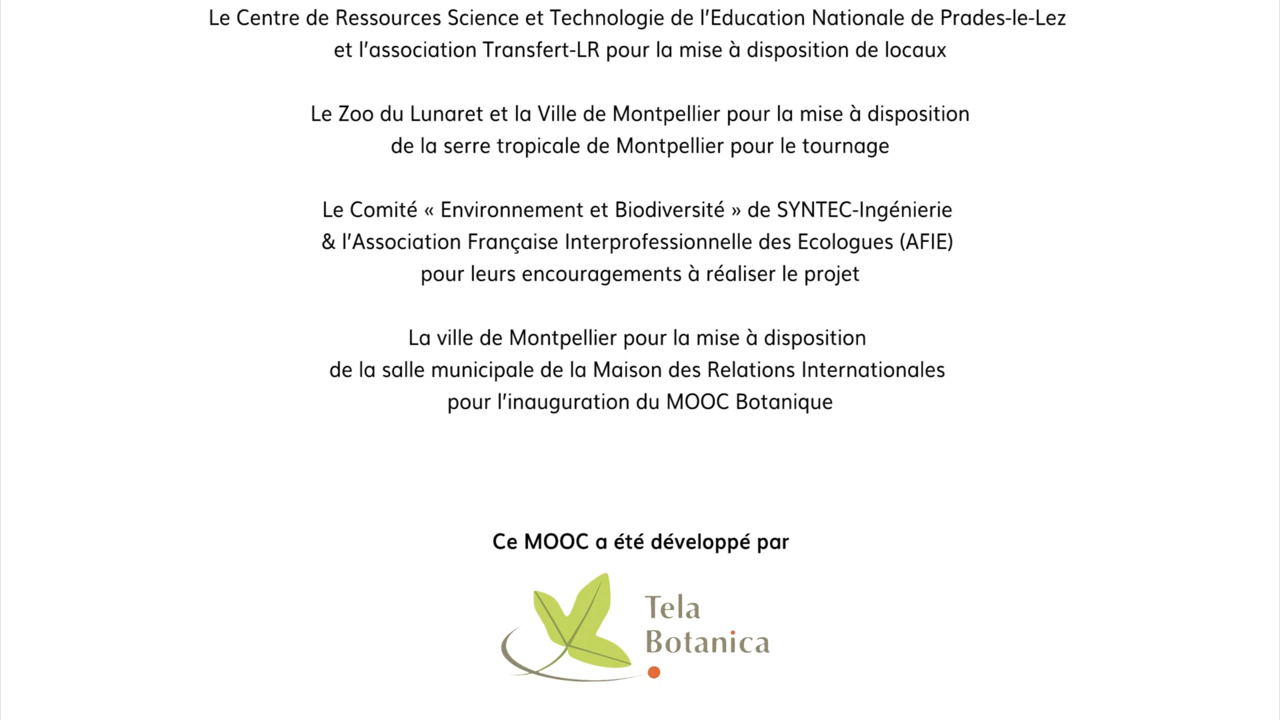 Le Centre de Ressources Science et Technologie de l'Education Nationale de Prades-le-Lez
et l'association Transfert-LR pour la mise à disposition de locaux
Le Zoo du Lunaret et la Ville de Montpellier pour la mise à disposition
de la serre tropicale de Montpellier pour le tournage
Le Comité « Environnement et Biodiversité » de SYNTEC-Ingénierie
& l'Association Française Interprofessionnelle des Ecologues (AFIE)
pour leurs encouragements à réaliser le projet
La ville de Montpellier pour la mise à disposition
de la salle municipale de la Maison des Relations Internationales
pour l'inauguration du MOOC Botanique
Ce MOOC a été développé par
Tela
Botanica